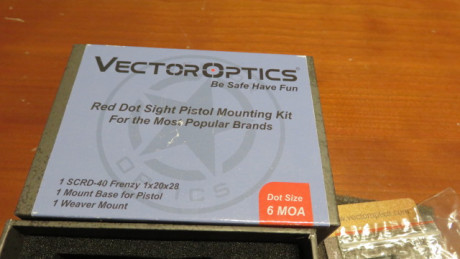 VECTOROPTICS
Be Safe Have Fun
Red Dot Sight Pistol Mounting Kit
For the Most Popular Brands
OPTICS
1 SCRD-40 Frenzy 1x20x28
1 Mount Base for Pistol
1 Weaver Mount
Dot Size
6 MOA